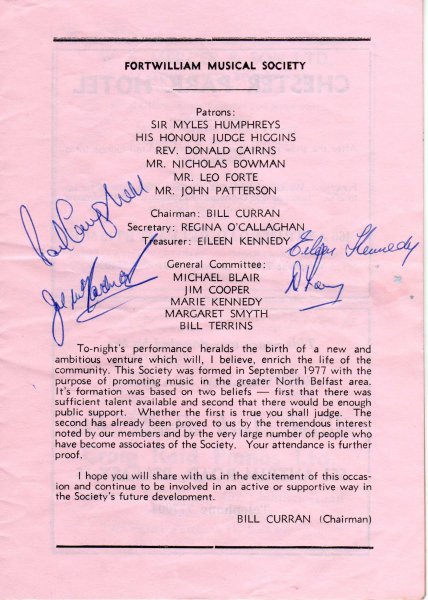 FORTWILLIAM MUSICAL SOCIETY
Patrons:
SIR MYLES HUMPHREYS
HIS HONOUR JUDGE HIGGINS
REV. DONALD CAIRNS
MR. NICHOLAS BOWMAN
MR. LEO FORTE
MR. JOHN PATTERSON
Paul Campbell
Chairman: BILL CURRAN
Secretary: REGINA O'CALLAGHAN
Treasurer: EILEEN KENNEDY
Eileen Kennedy
General Committee:
MICHAEL BLAIR
JIM COOPER
MARIE KENNEDY
MARGARET SMYTH
BILL TERRINS
To-night's performance heralds the birth of a new and
ambitious venture which will, I believe, enrich the life of the
community. This Society was formed in September 1977 with the
purpose of promoting music in the greater North Belfast area.
It's formation was based on two beliefs — first that there was
sufficient talent available and second that there would be enough
public support. Whether the first is true you shall judge. The
second has already been proved to us by the tremendous interest
noted by our members and by the very large number of people who
have become associates of the Society. Your attendance is further
proof.
I hope you will share with us in the excitement of this occas-
ion and continue to be involved in an active or supportive way in
the Society's future development.
BILL CURRAN (Chairman)